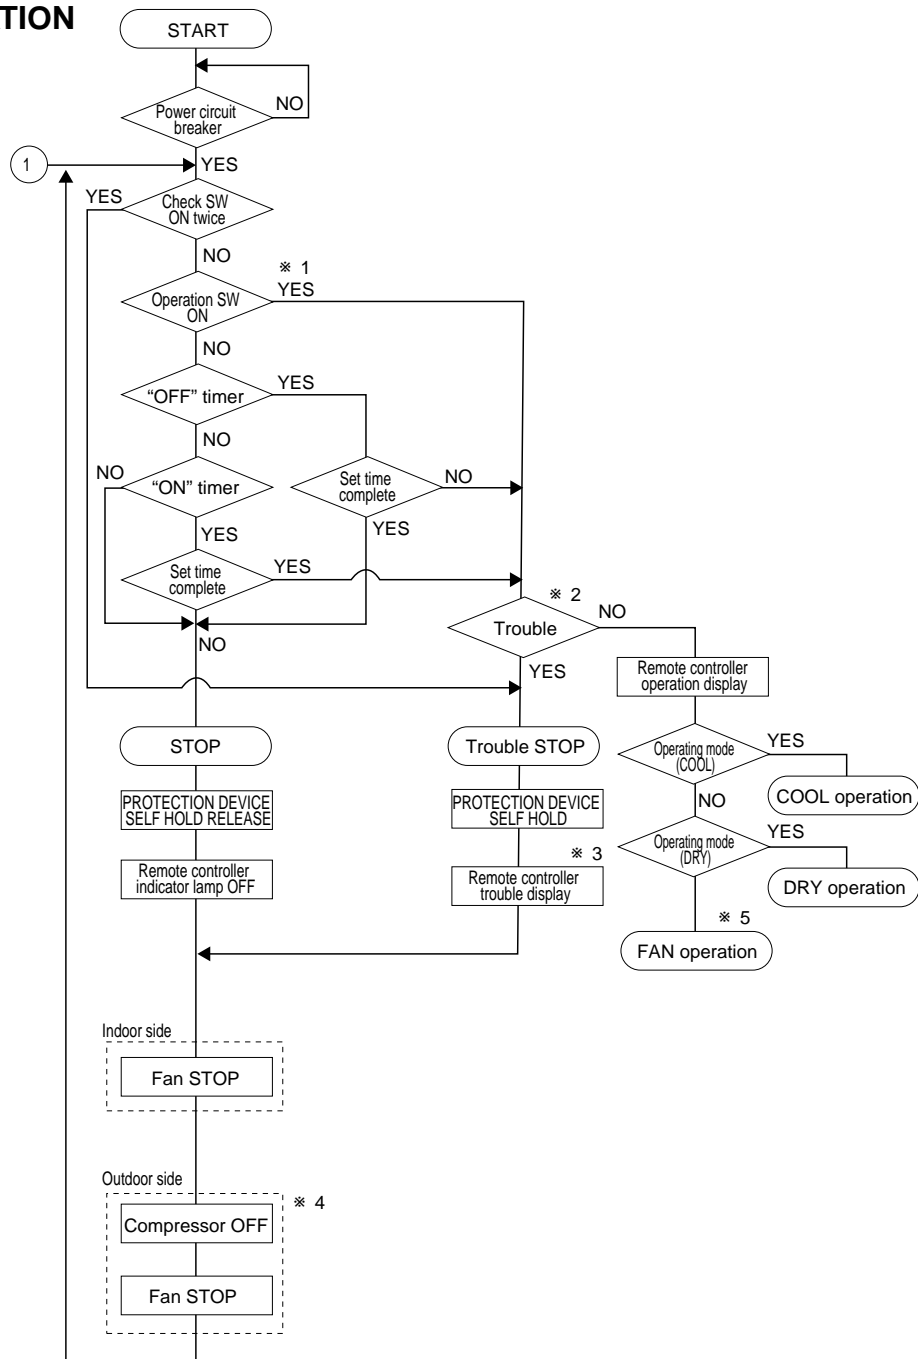 ATION
START
Power circuit
breaker
NO
YES
1
Check SW
ON twice
YES
NO
※ 1
Operation SW
ON
YES
NO
“OFF” timer
YES
NO
“ON” timer
NO
YES
Set time
complete
NO
YES
Set time
complete
YES
NO
※ 2
Trouble
NO
YES
Remote controller
operation display
STOP
Trouble STOP
Operating mode
(COOL)
YES
NO
COOL operation
PROTECTION DEVICE
SELF HOLD RELEASE
PROTECTION DEVICE
SELF HOLD
Operating mode
(DRY)
YES
DRY operation
Remote controller
indicator lamp OFF
※ 3
Remote controller
trouble display
※ 5
FAN operation
Indoor side
Fan STOP
Outdoor side
※ 4
Compressor OFF
Fan STOP